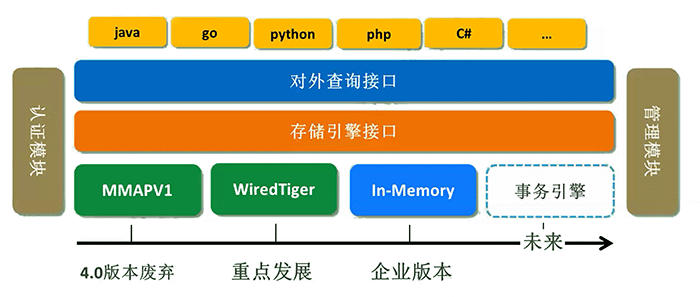 java
go
python
php
C#
...
对外查询接口
认证模块
管理模块
存储引擎接口
MMAPV1
WiredTiger
In-Memory
事务引擎
未来
4.0版本废弃
重点发展
企业版本